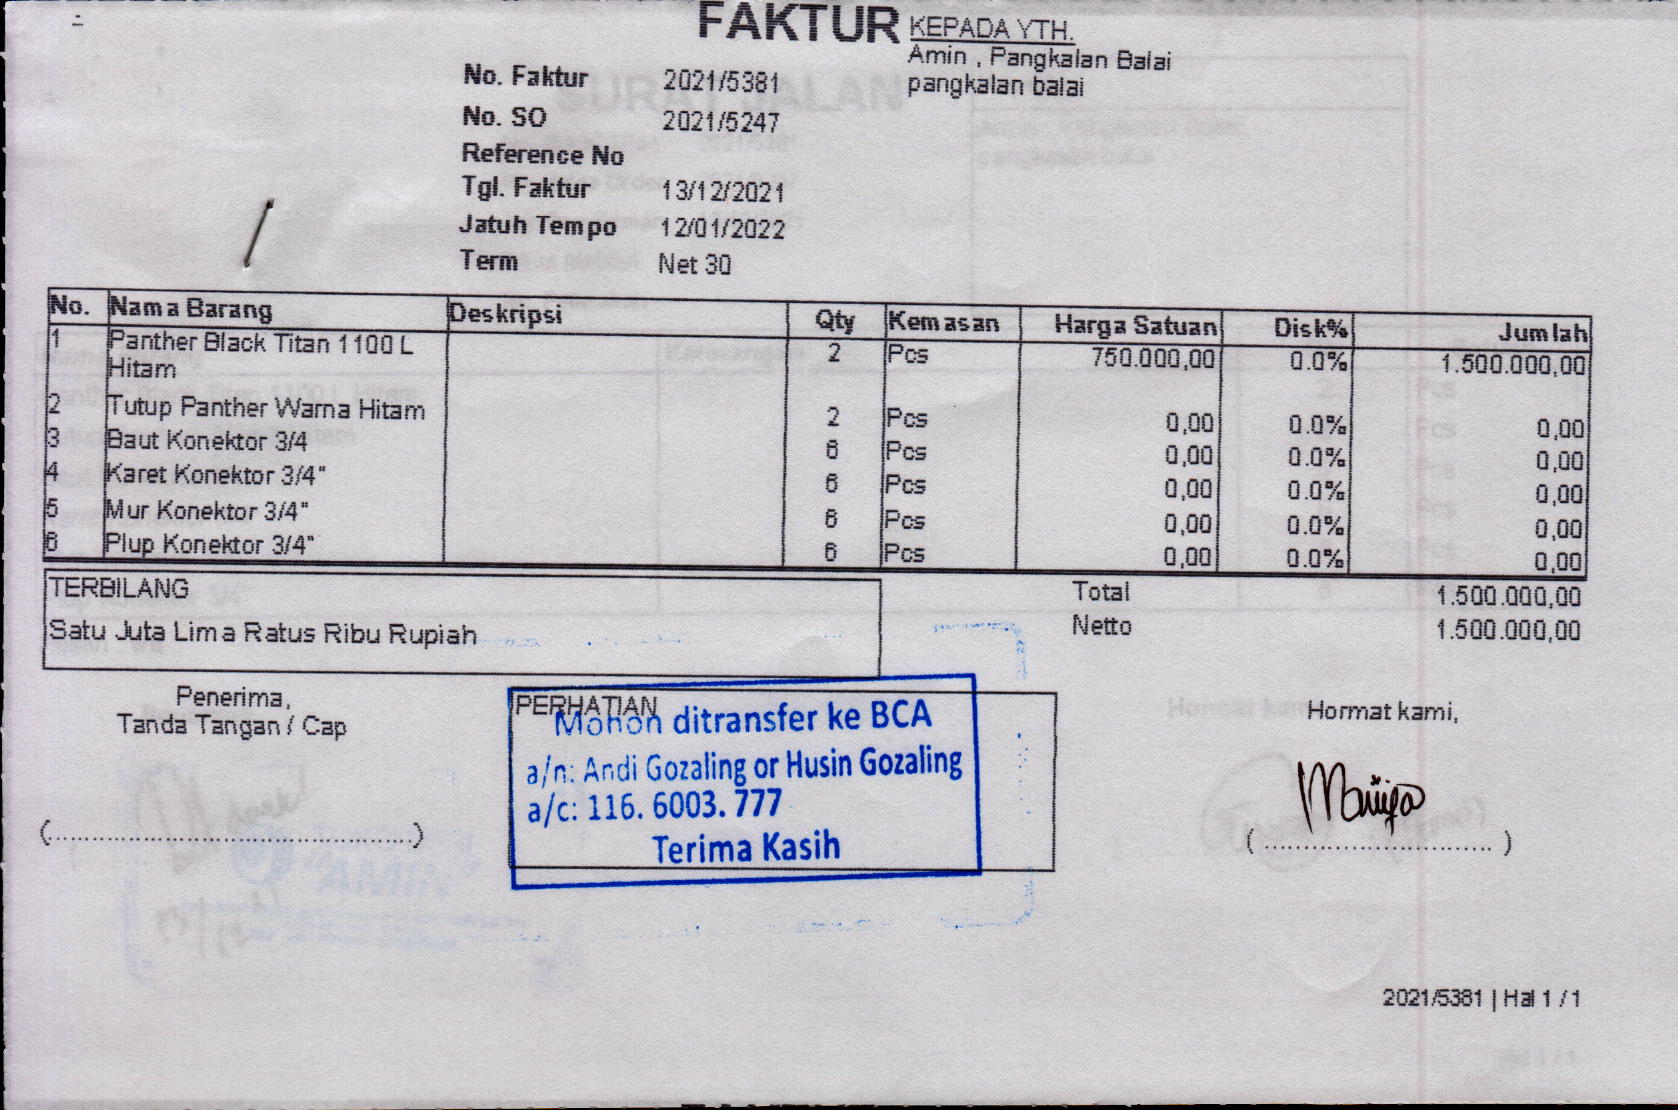 FAKTUR
KEPADA YTH.
Amin , Pangkalan Balai
pangkalan balai
No. Faktur 2021/5381
No. SO 2021/5247
Reference No
Tgl. Faktur 13/12/2021
Jatuh Tempo 12/01/2022
Term Net 30
No. Nama Barang Deskripsi Qty Kemasan Harga Satuan Disk% Jumlah
1 Panther Black Titan 1100 L Hitam 2 Pcs 750.000,00 0.0% 1.500.000,00
2 Tutup Panther Warna Hitam 2 Pcs 0,00 0.0% 0,00
3 Baut Konektor 3/4 6 Pcs 0,00 0.0% 0,00
4 Karet Konektor 3/4" 6 Pcs 0,00 0.0% 0,00
5 Mur Konektor 3/4" 6 Pcs 0,00 0.0% 0,00
6 Plup Konektor 3/4" 6 Pcs 0,00 0.0% 0,00
TERBILANG
Satu Juta Lima Ratus Ribu Rupiah
Total 1.500.000,00
Netto 1.500.000,00
Penerima,
Tanda Tangan / Cap
(................................................)
PERHATIAN
Mohon ditransfer ke BCA
a/n: Andi Gozaling or Husin Gozaling
a/c: 116. 6003. 777
Terima Kasih
Hormat kami,
( .............................. )
2021/5381 | Hal 1 / 1